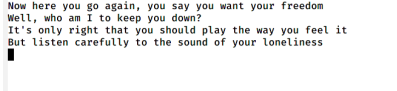 Now here you go again, you say you want your freedom
Well, who am I to keep you down?
It's only right that you should play the way you feel it
But listen carefully to the sound of your loneliness